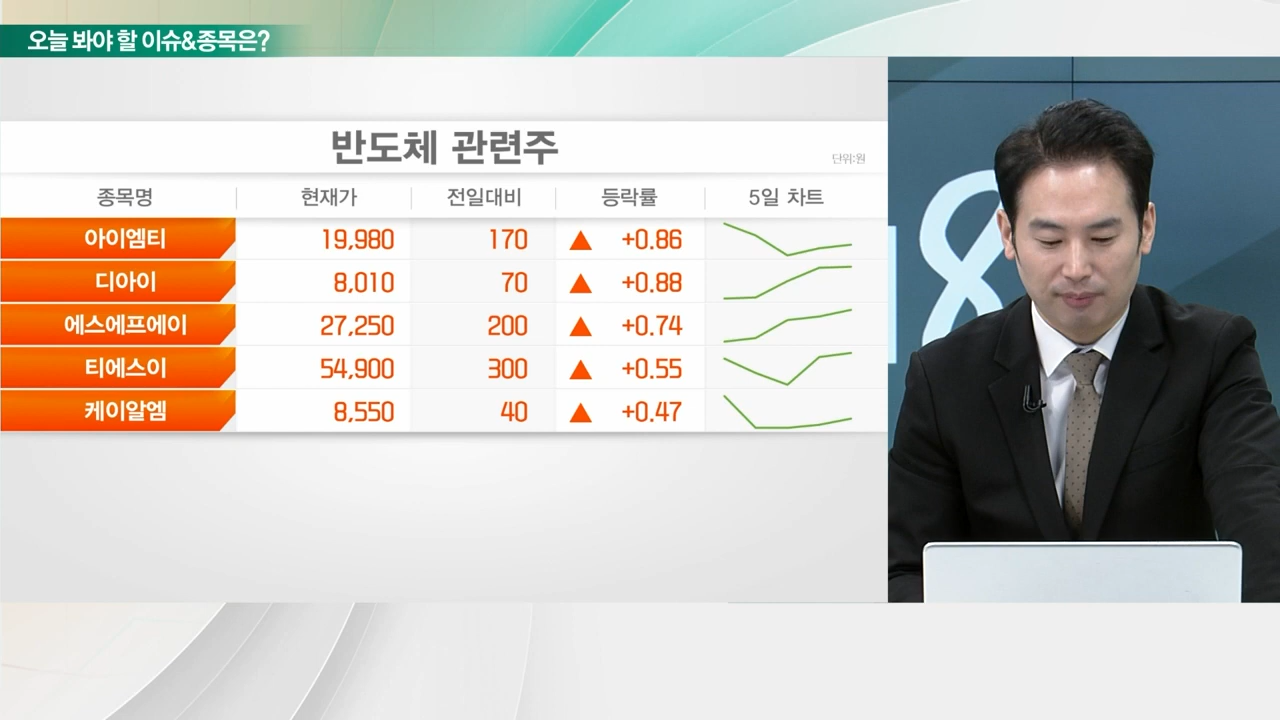 오늘 봐야 할 이슈&종목은?
반도체 관련주
단위:원
종목명 현재가 전일대비 등락률 5일 차트
아이엠티 19,980 170 ▲ +0.86
디아이 8,010 70 ▲ +0.88
에스에프에이 27,250 200 ▲ +0.74
티에스이 54,900 300 ▲ +0.55
케이알엠 8,550 40 ▲ +0.47
8